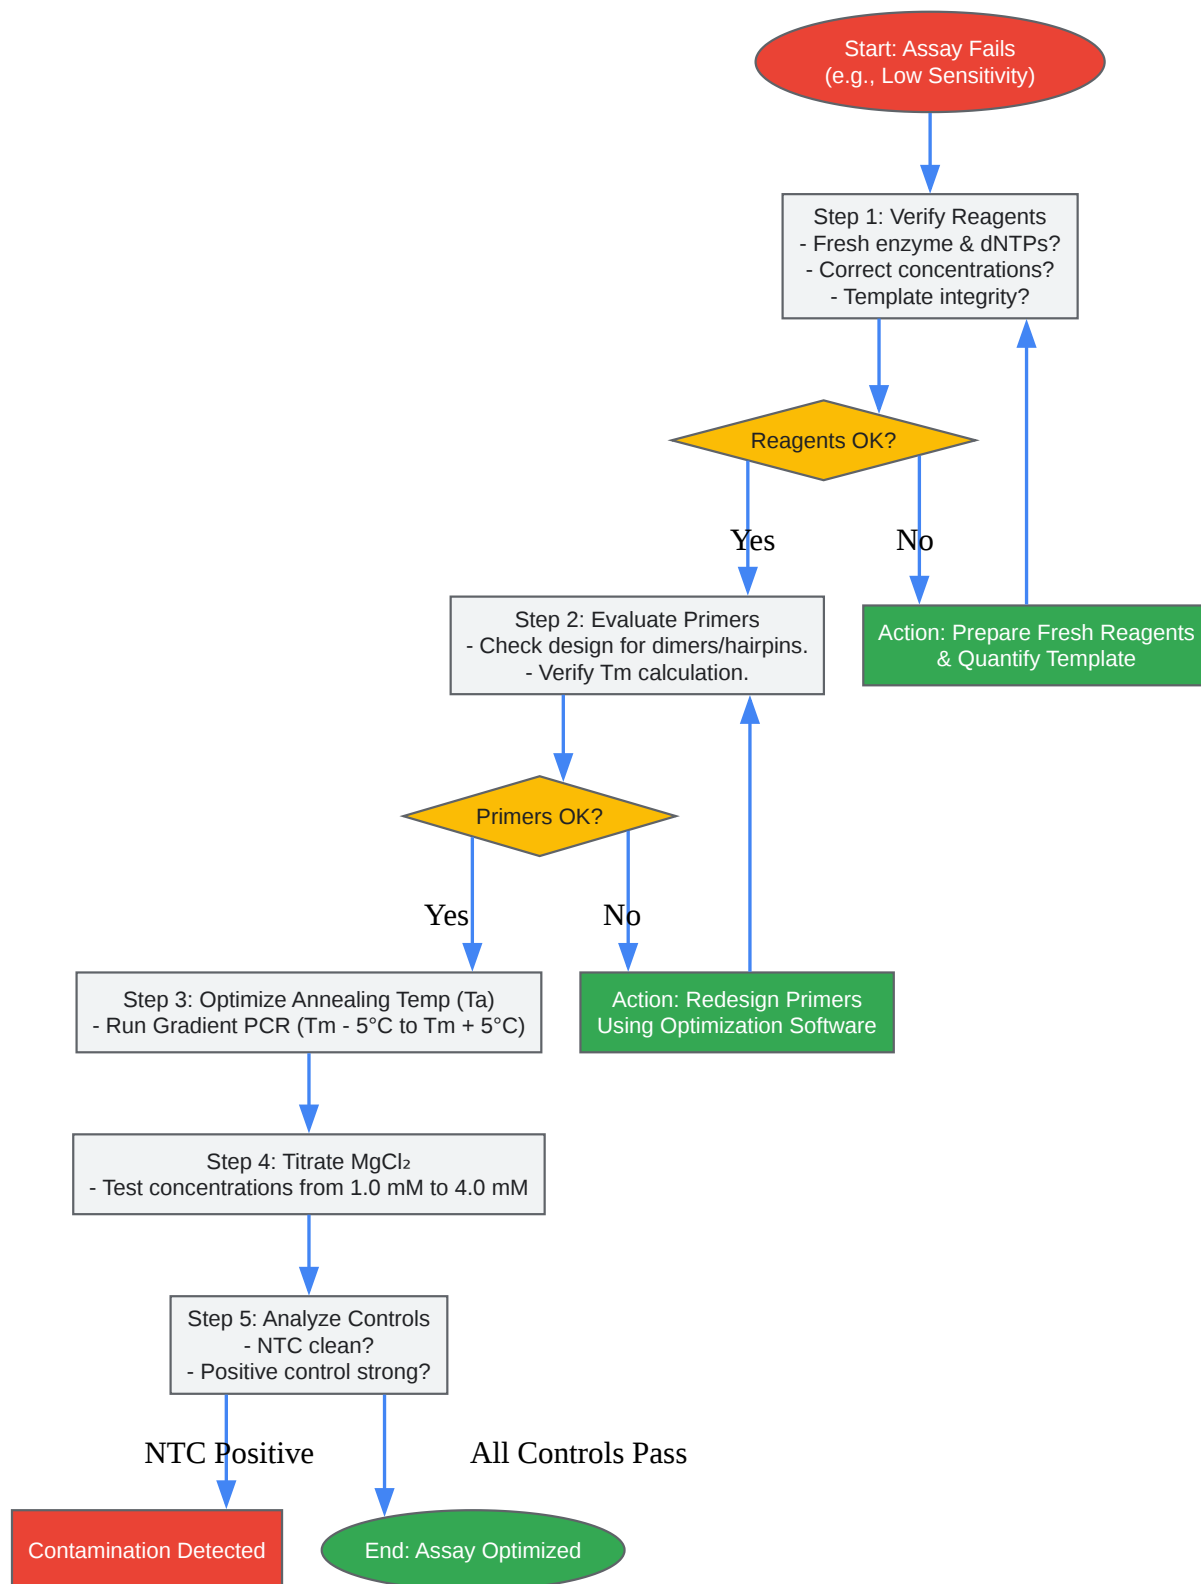 Start: Assay Fails
(e.g., Low Sensitivity)
Step 1: Verify Reagents
- Fresh enzyme & dNTPs?
- Correct concentrations?
- Template integrity?
Reagents OK?
Yes
No
Step 2: Evaluate Primers
- Check design for dimers/hairpins.
- Verify Tm calculation.
Action: Prepare Fresh Reagents
& Quantify Template
Primers OK?
Yes
No
Step 3: Optimize Annealing Temp (Ta)
- Run Gradient PCR (Tm - 5°C to Tm + 5°C)
Action: Redesign Primers
Using Optimization Software
Step 4: Titrate MgCl₂
- Test concentrations from 1.0 mM to 4.0 mM
Step 5: Analyze Controls
- NTC clean?
- Positive control strong?
NTC Positive
All Controls Pass
Contamination Detected
End: Assay Optimized